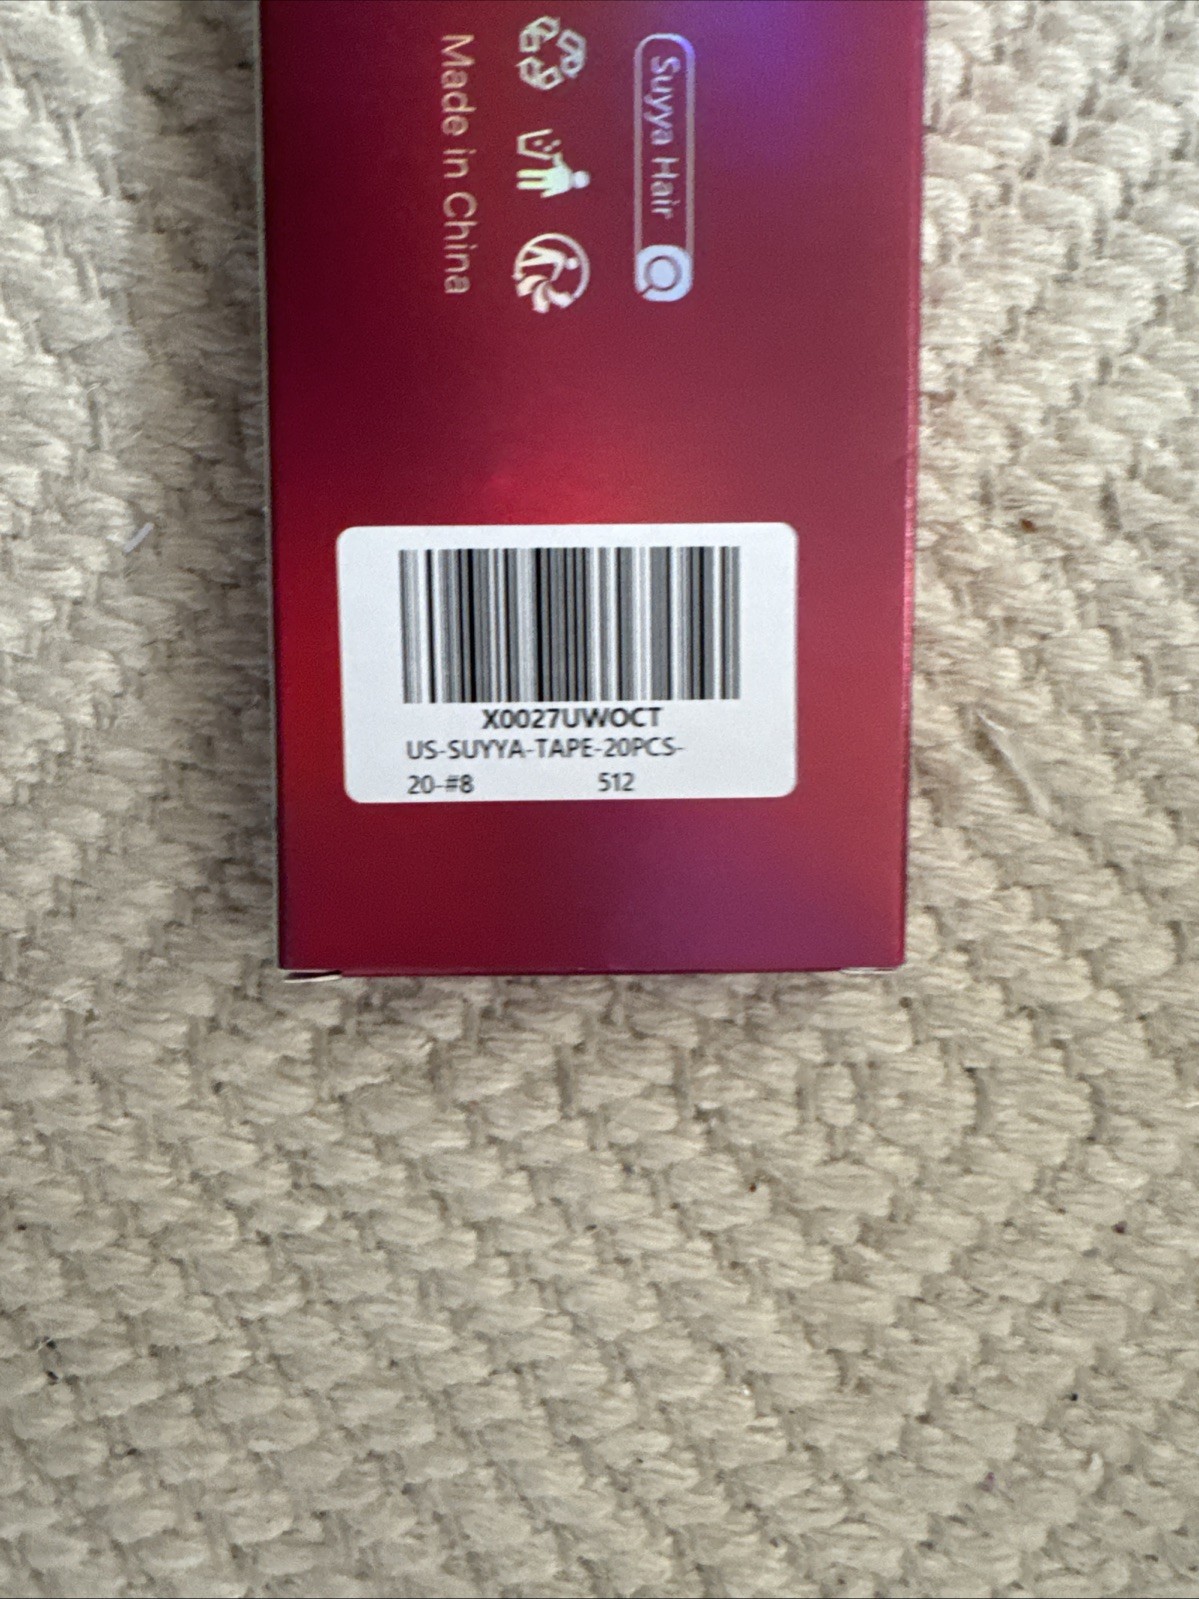 Suyya Hair
Made in China
X0027UWOCT
US-SUYYA-TAPE-20PCS-
20-#8 512